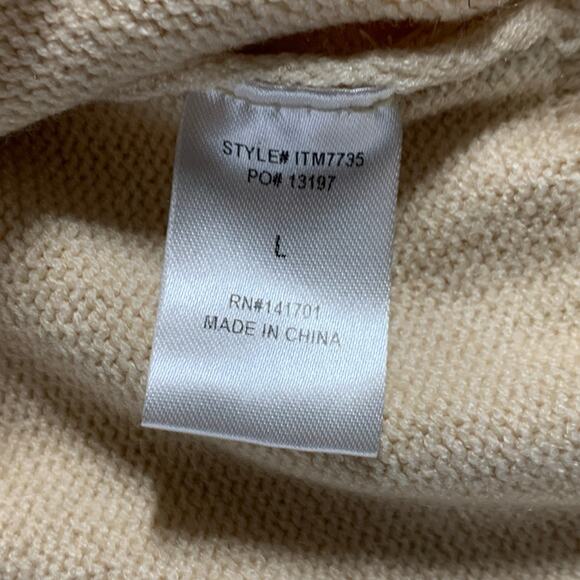 STYLE# ITM7735
PO# 13197
L
RN#141701
MADE IN CHINA